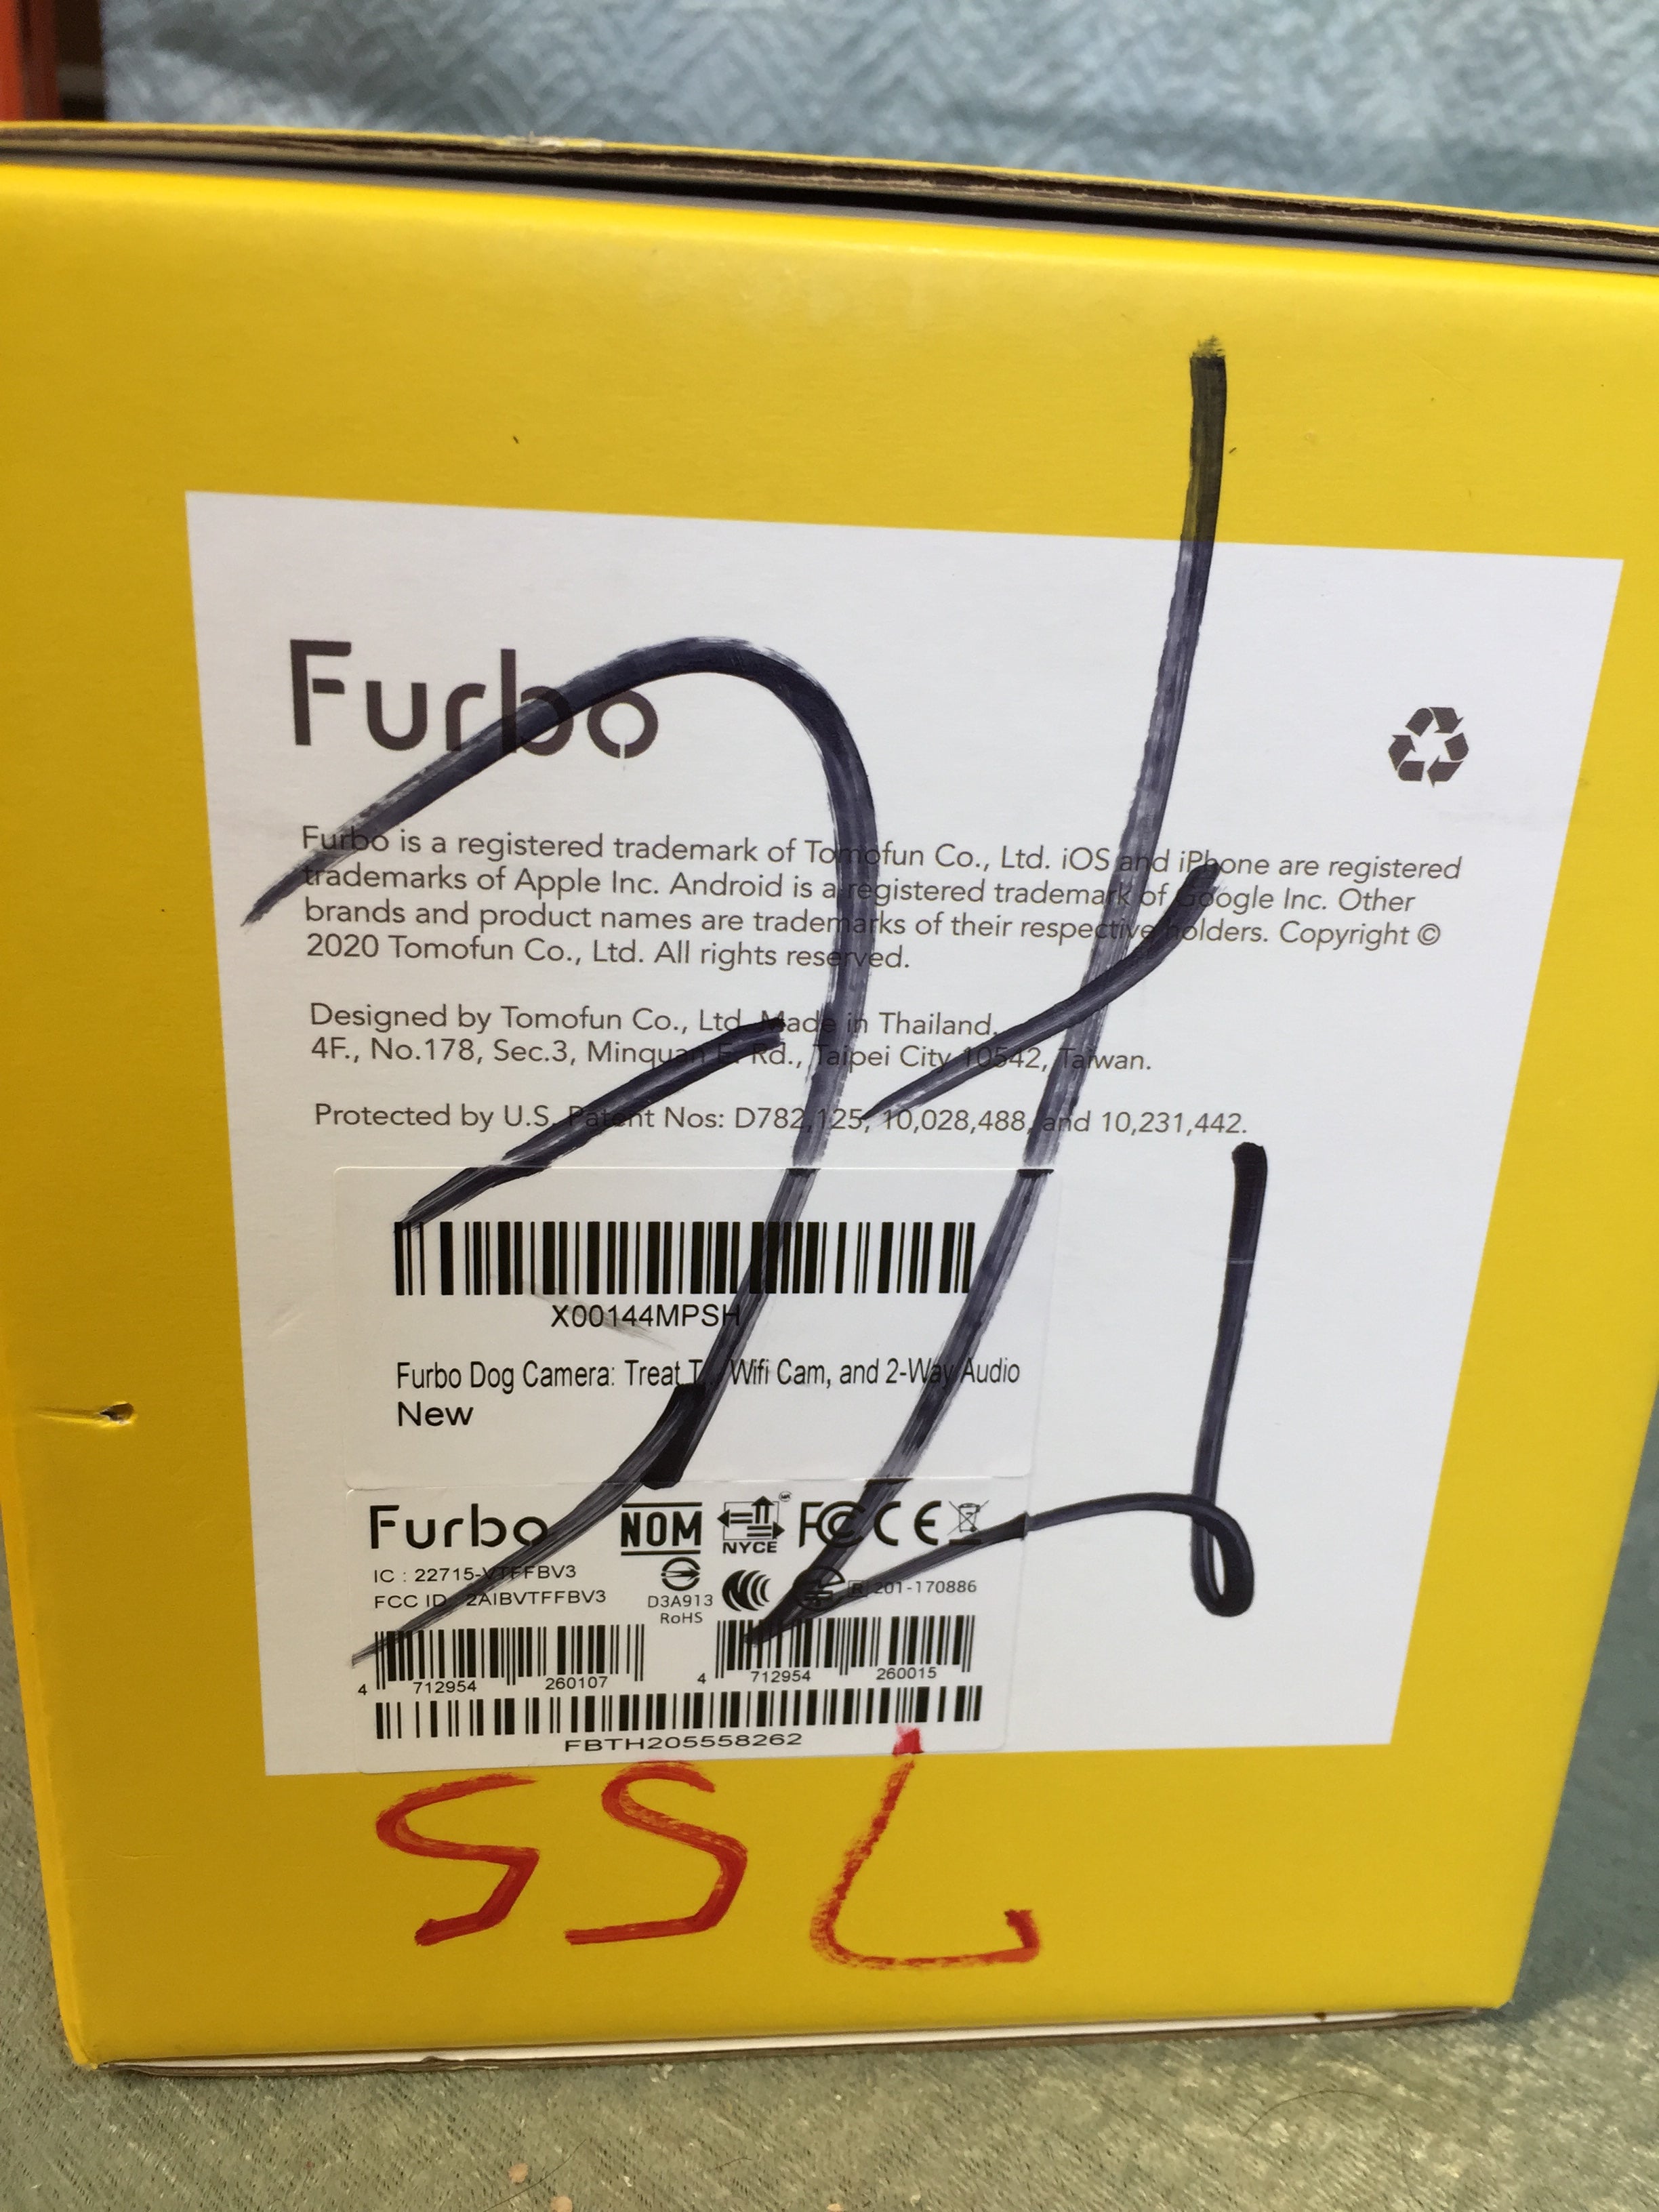 Furbo
Furbo is a registered trademark of Tomofun Co., Ltd. iOS and iPhone are registered
trademarks of Apple Inc. Android is a registered trademark of Google Inc. Other
brands and product names are trademarks of their respective holders. Copyright ©
2020 Tomofun Co., Ltd. All rights reserved.
Designed by Tomofun Co., Ltd. Made in Thailand.
4F., No.178, Sec.3, Minquan E. Rd., Taipei City 10542, Taiwan.
Protected by U.S. Patent Nos: D782,125, 10,028,488, and 10,231,442.
X00144MPSH
Furbo Dog Camera: Treat Wifi Cam, and 2-Way Audio
New
Furbo NOM NYCE FC CE
IC : 22715-VTFFBV3
FCC ID: 2AIBVTFFBV3
D3A913
RoHS
R 201-170886
4 712954 260107
4 712954 260015
FBTH205558262